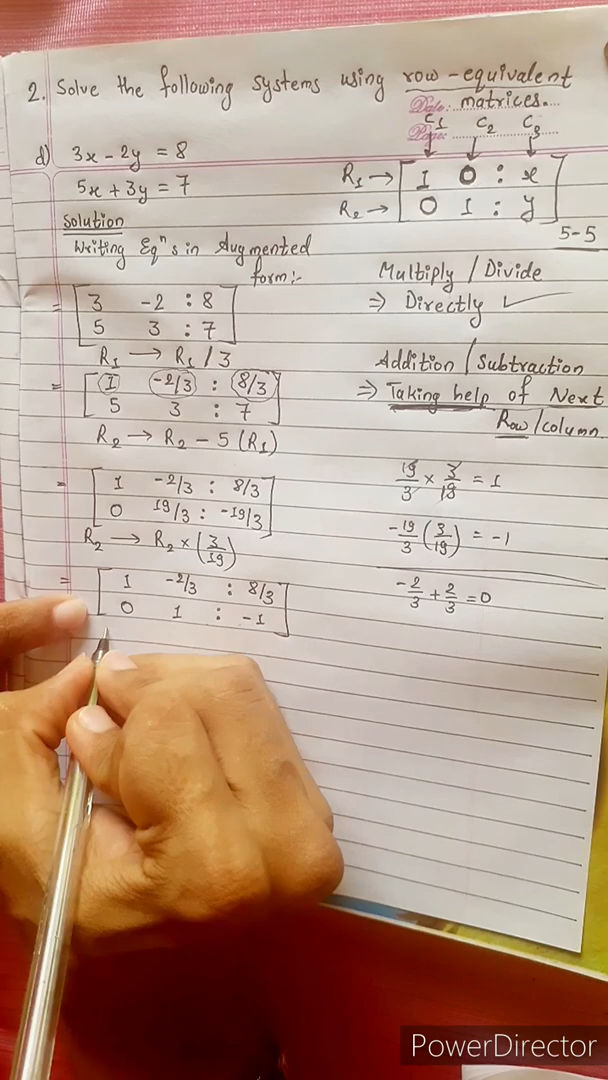 2. Solve the following systems using row-equivalent
Date: matrices.
Page:
C1 C2 C3
d) 3x - 2y = 8
5x + 3y = 7
R1 → [ 1 0 : x ]
R2 → [ 0 1 : y ]
5-5
Solution
Writing Eqⁿs in Augmented
form:-
= [ 3 -2 : 8 ]
[ 5 3 : 7 ]
R1 → R1 / 3
= [ 1 -2/3 : 8/3 ]
[ 5 3 : 7 ]
R2 → R2 - 5 (R1)
= [ 1 -2/3 : 8/3 ]
[ 0 19/3 : -19/3 ]
R2 → R2 × (3/19)
= [ 1 -2/3 : 8/3 ]
[ 0 1 : -1 ]
Multiply / Divide
⇒ Directly ✓
Addition / Subtraction
⇒ Taking help of Next
Row/column
19/3 × 3/19 = 1
-19/3 (3/19) = -1
-2/3 + 2/3 = 0
PowerDirector